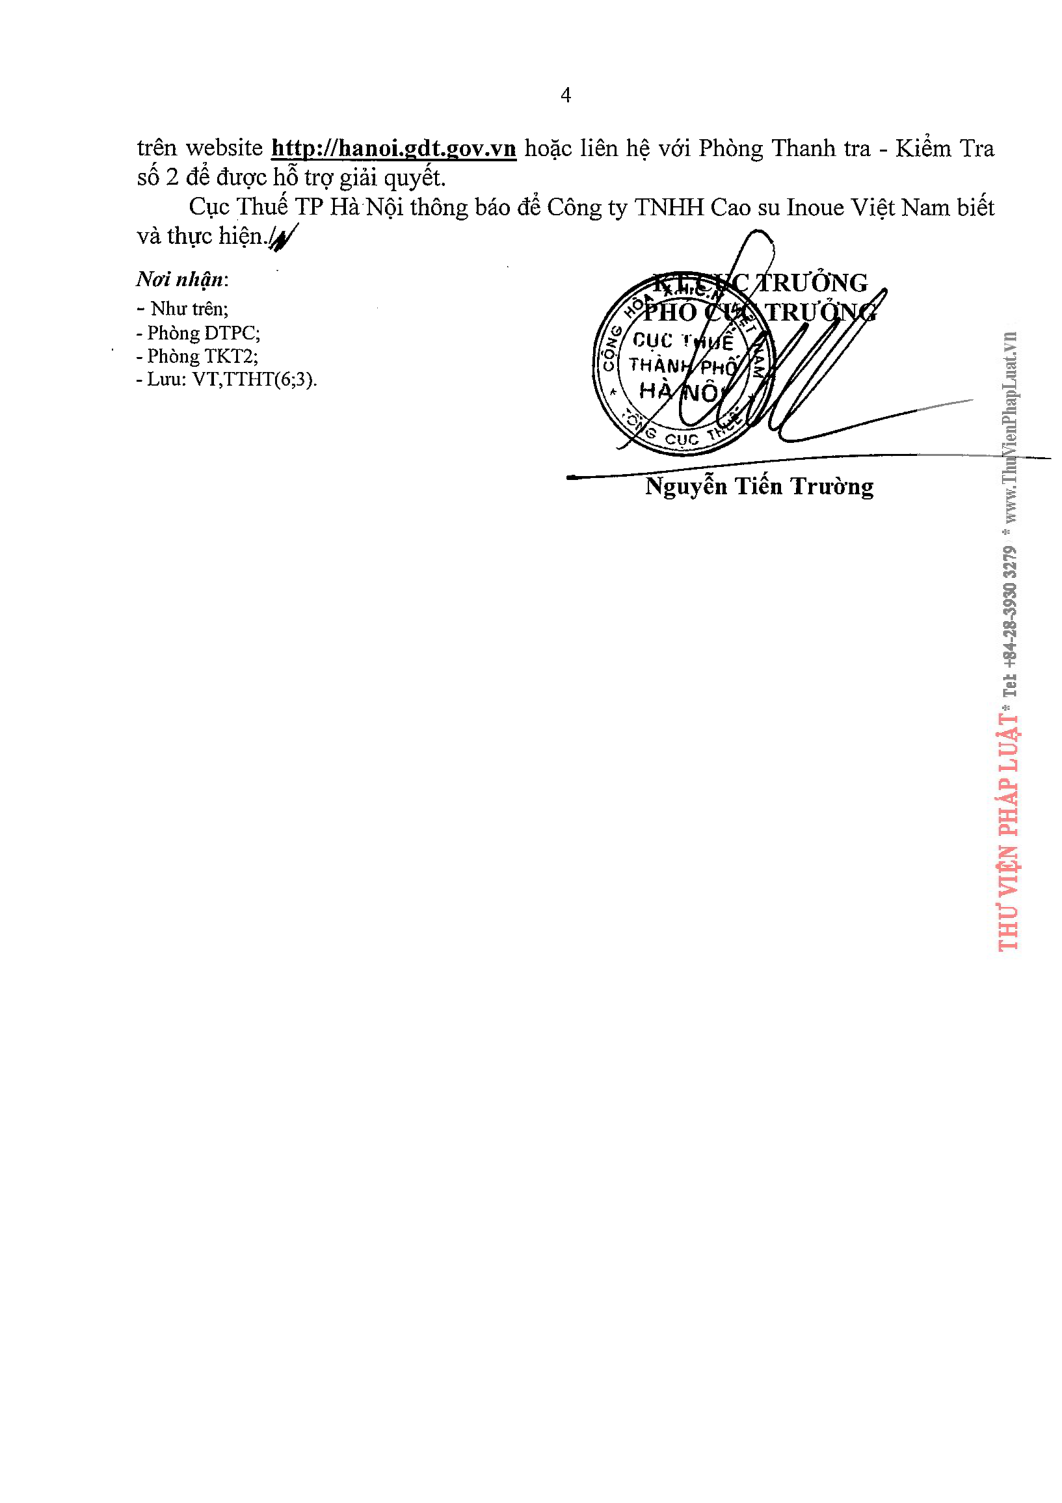 4
trên website http://hanoi.gdt.gov.vn hoặc liên hệ với Phòng Thanh tra - Kiểm Tra
số 2 để được hỗ trợ giải quyết.
Cục Thuế TP Hà Nội thông báo để Công ty TNHH Cao su Inoue Việt Nam biết
và thực hiện./.
Nơi nhận:
- Như trên;
- Phòng DTPC;
- Phòng TKT2;
- Lưu: VT,TTHT(6;3).
KT.CỤC TRƯỞNG
PHÓ CỤC TRƯỞNG
CỘNG HÒA X.H.C.N VIỆT NAM
CỤC THUẾ
THÀNH PHỐ
HÀ NỘI
TỔNG CỤC THUẾ
Nguyễn Tiến Trường
THƯ VIỆN PHÁP LUẬT * Tel: +84-28-3930 3279 * www.ThuVienPhapLuat.vn